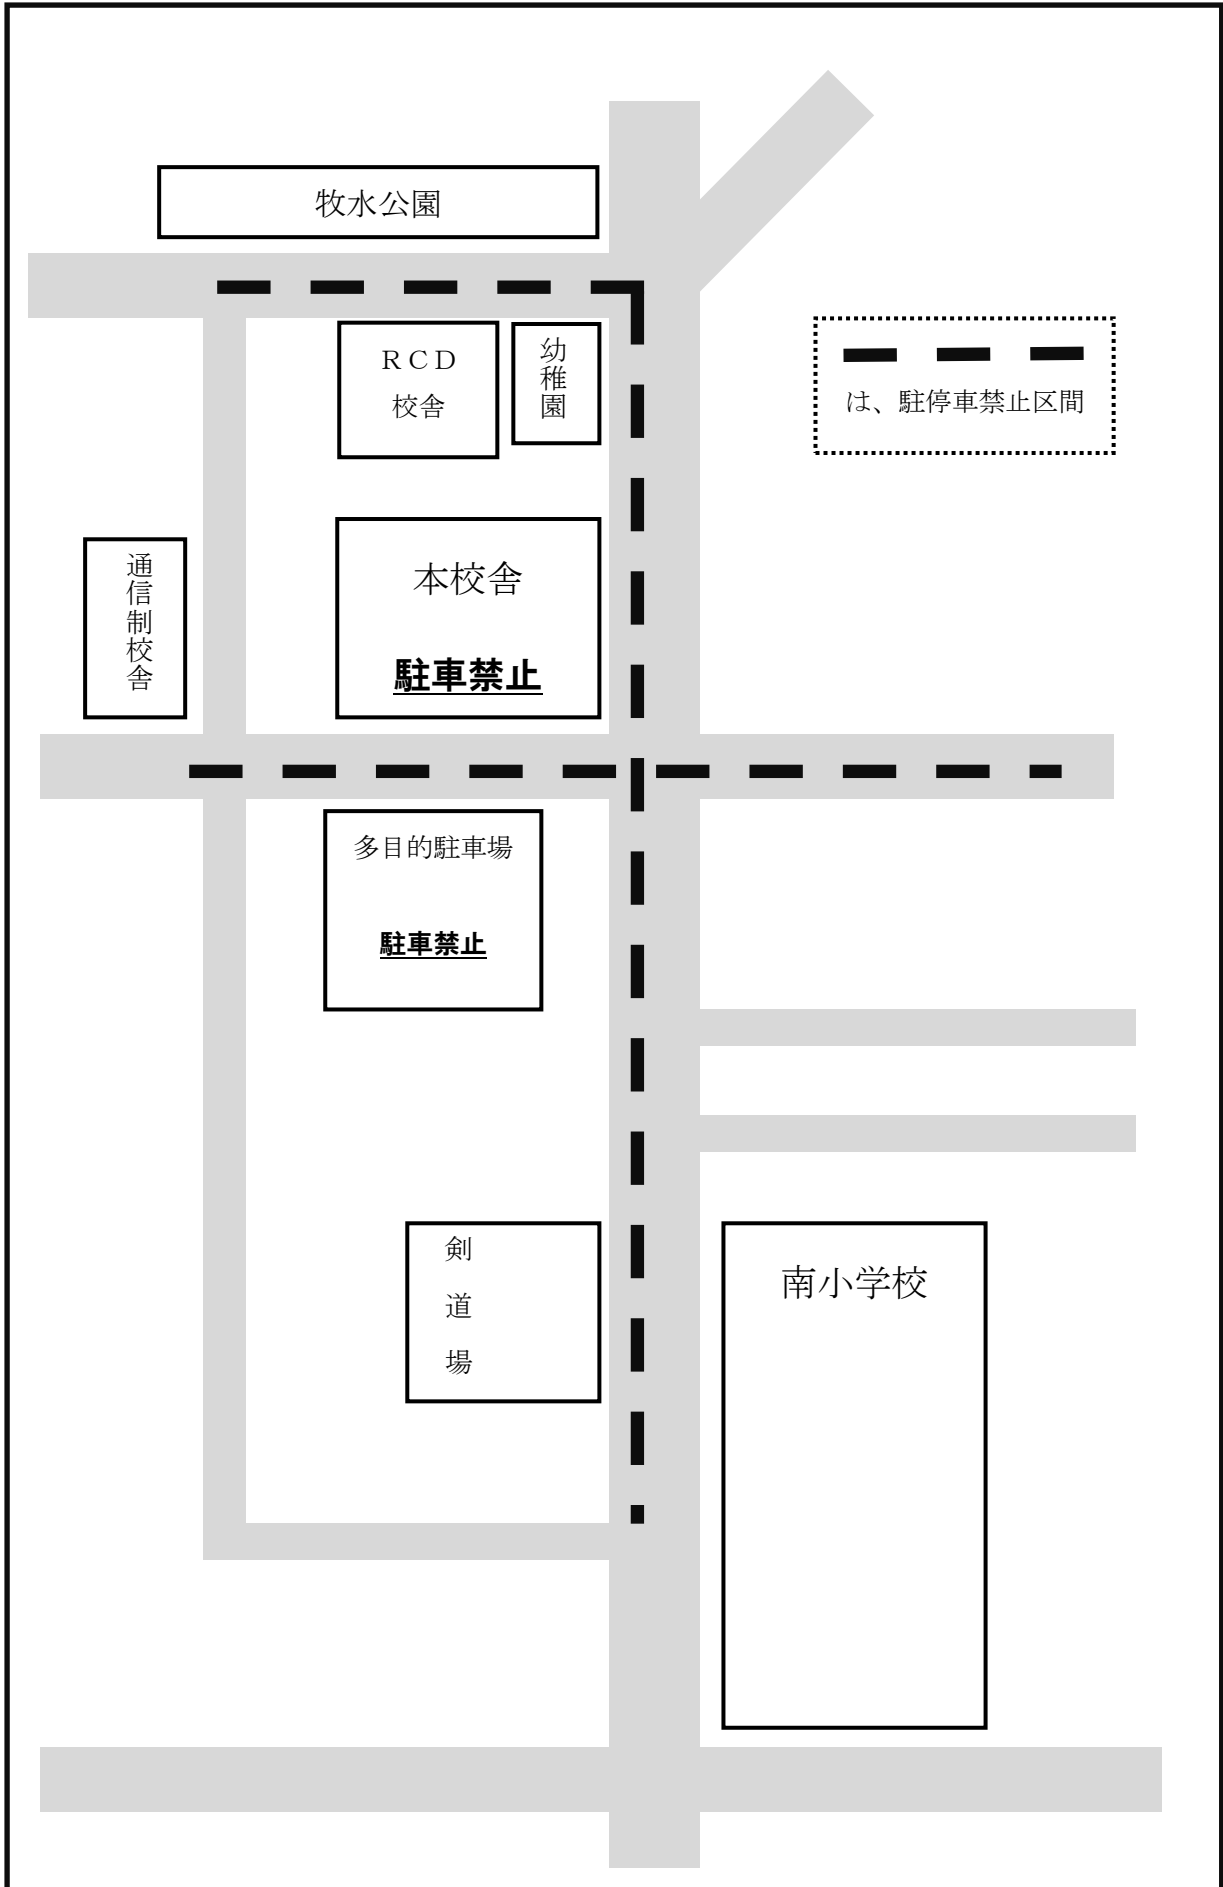 牧水公園
ＲＣＤ
校舎
幼稚園
は、駐停車禁止区間
通信制校舎
本校舎
駐車禁止
多目的駐車場
駐車禁止
剣
道
場
南小学校